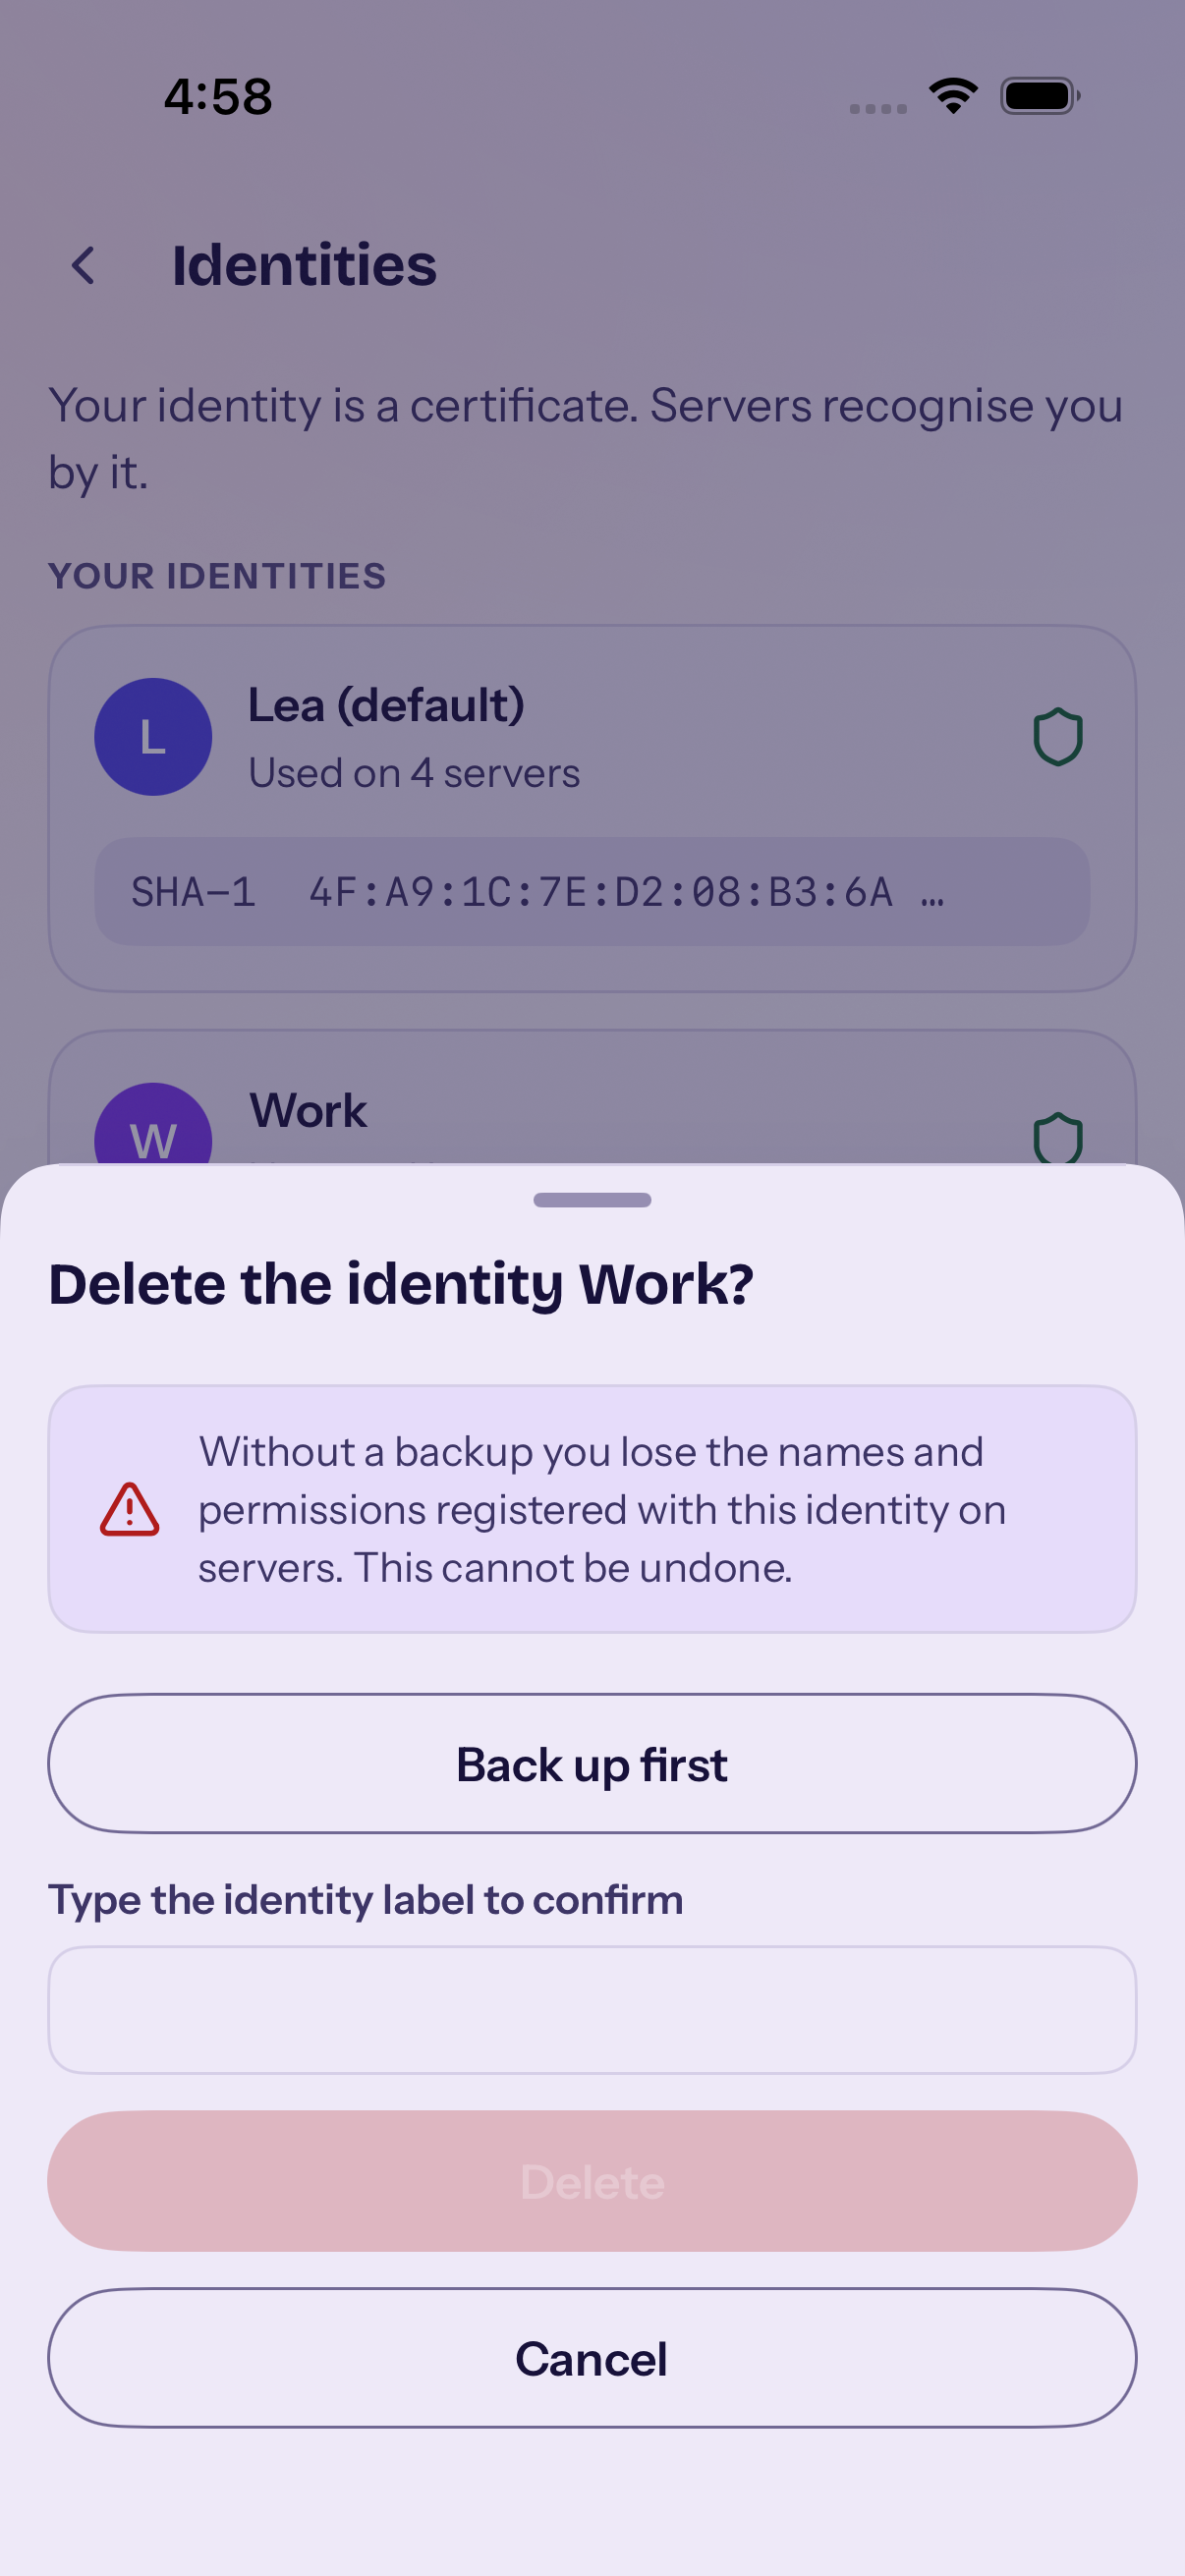 4:58
Identities
Your identity is a certificate. Servers recognise you
by it.
YOUR IDENTITIES
L
Lea (default)
Used on 4 servers
SHA-1 4F:A9:1C:7E:D2:08:B3:6A …
W
Work
Delete the identity Work?
Without a backup you lose the names and
permissions registered with this identity on
servers. This cannot be undone.
Back up first
Type the identity label to confirm
Delete
Cancel